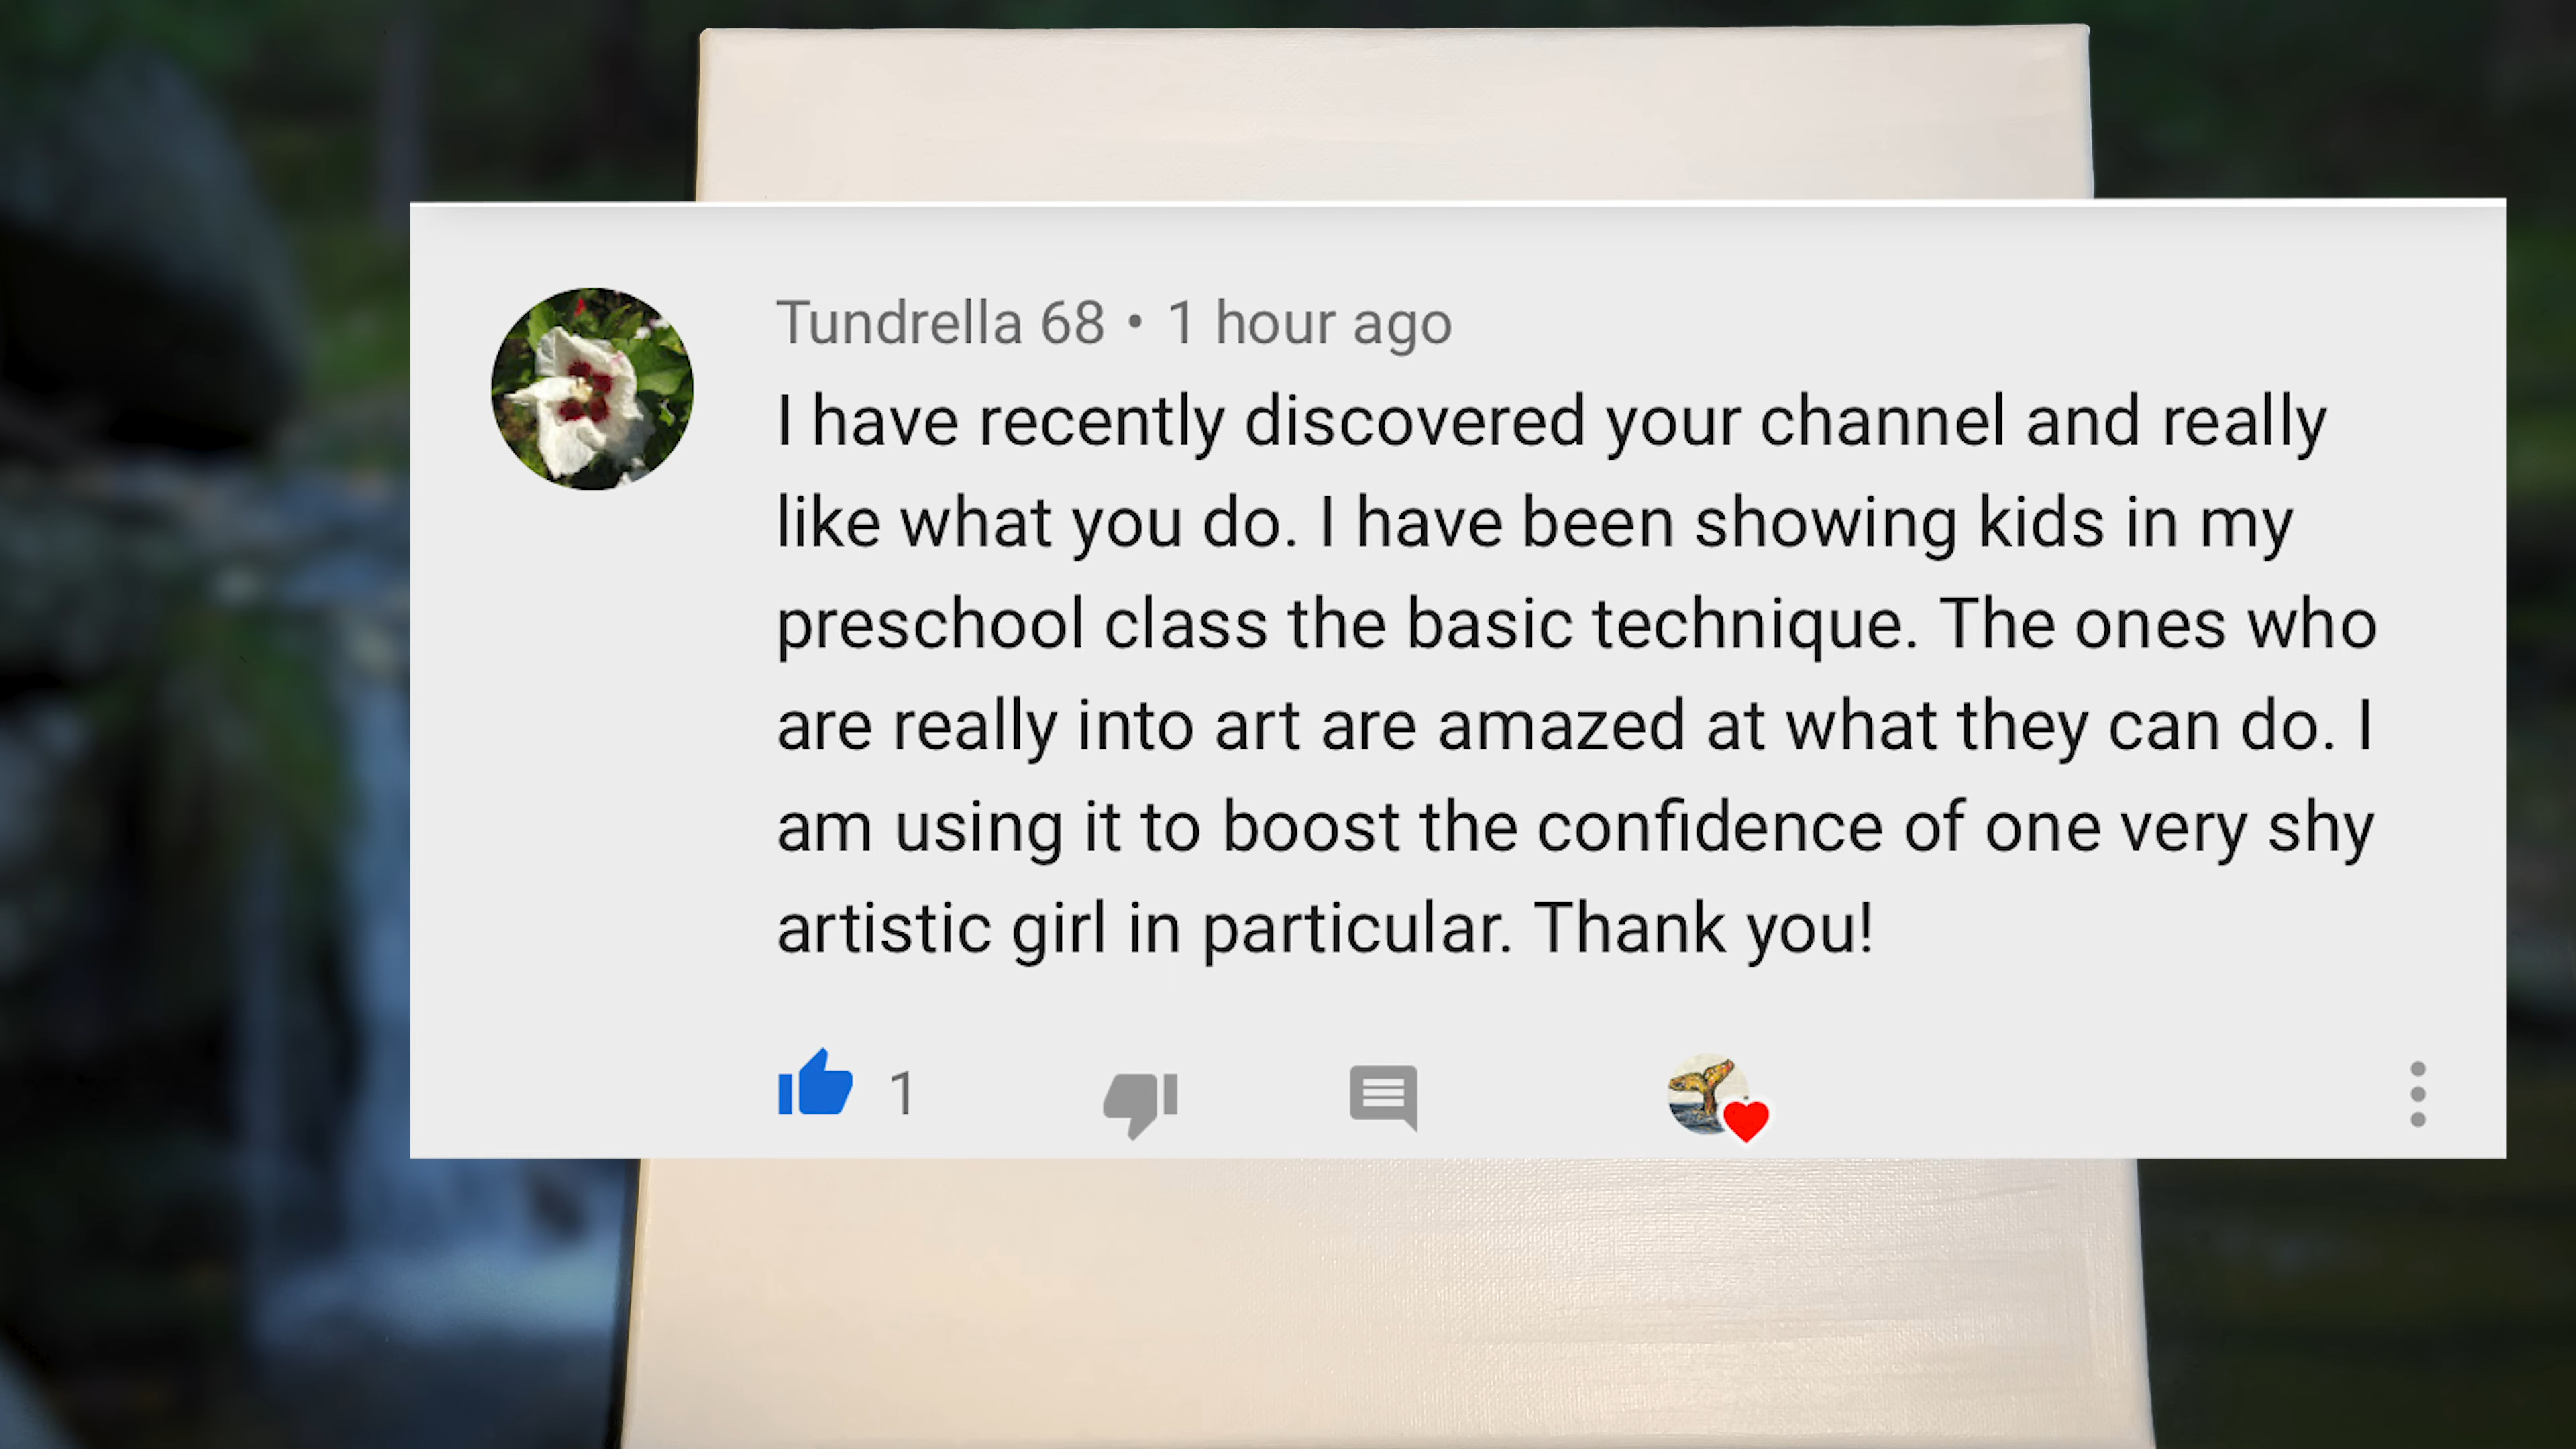 Tundrella 68 • 1 hour ago
I have recently discovered your channel and really
like what you do. I have been showing kids in my
preschool class the basic technique. The ones who
are really into art are amazed at what they can do. I
am using it to boost the confidence of one very shy
artistic girl in particular. Thank you!
1